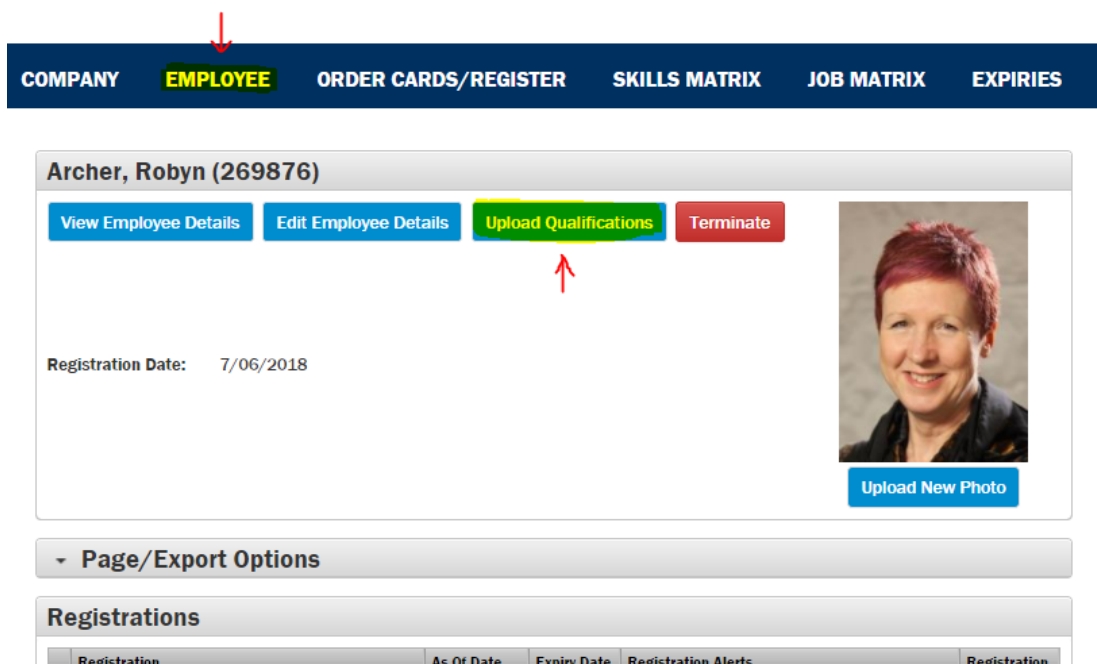 COMPANY EMPLOYEE ORDER CARDS/REGISTER SKILLS MATRIX JOB MATRIX EXPIRIES
Archer, Robyn (269876)
View Employee Details Edit Employee Details Upload Qualifications Terminate
Registration Date: 7/06/2018
Upload New Photo
Page/Export Options
Registrations
Registration As Of Date Expiry Date Registration Alerts Registration